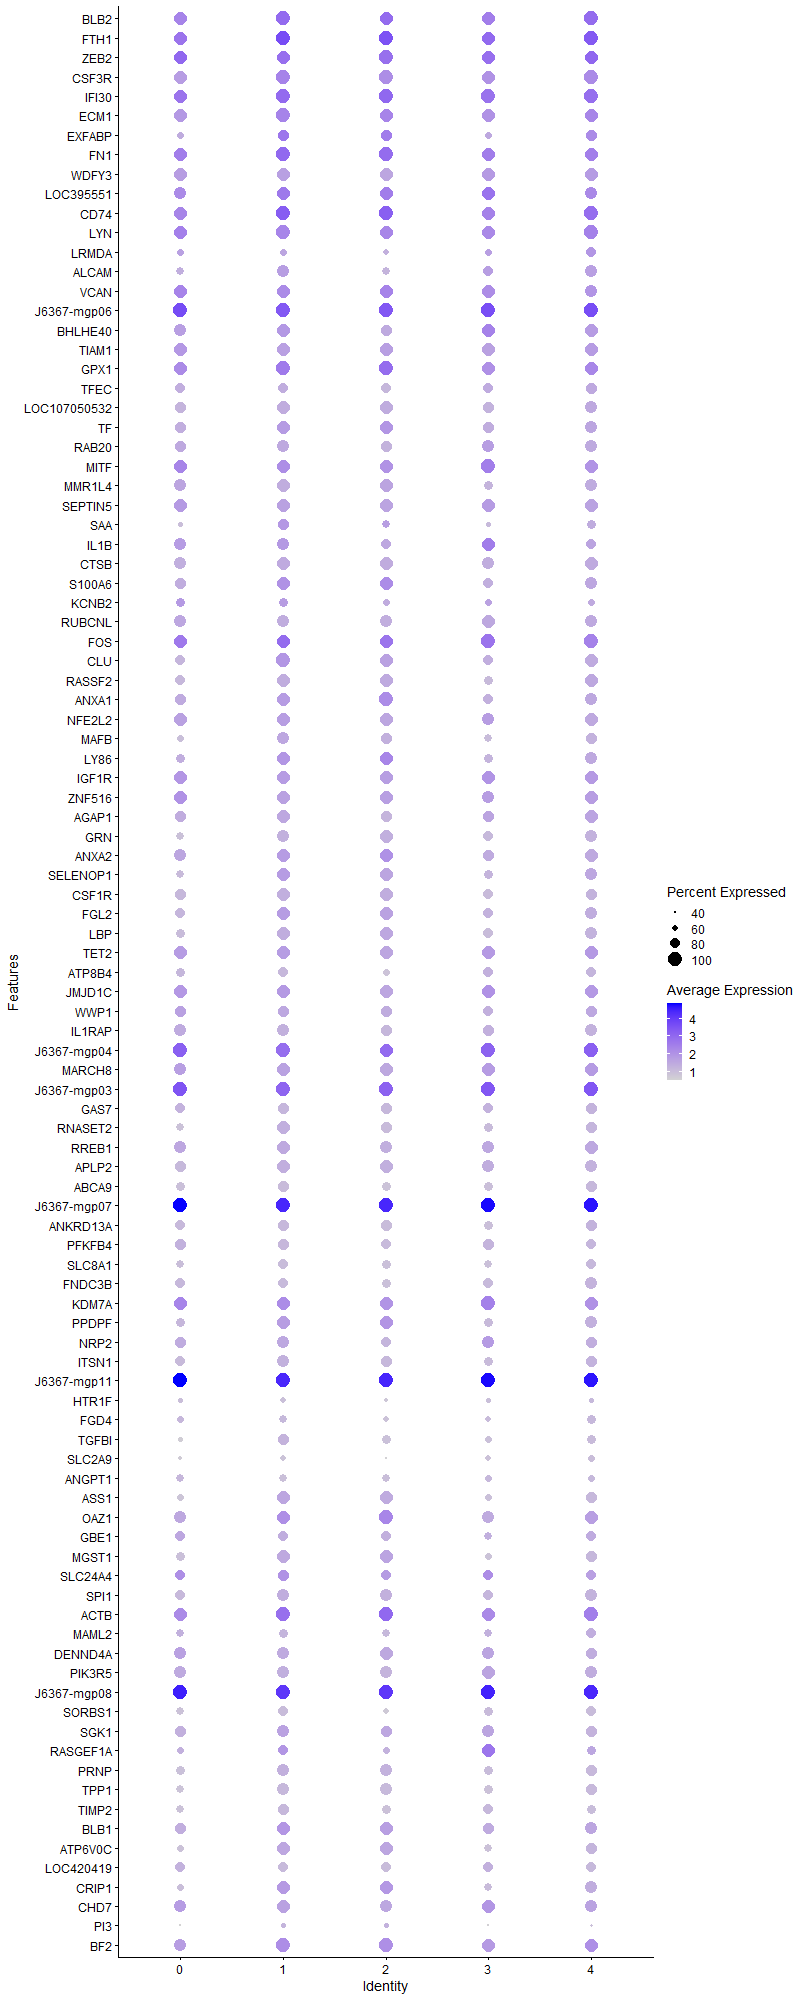 BLB2
FTH1
ZEB2
CSF3R
IFI30
ECM1
EXFABP
FN1
WDFY3
LOC395551
CD74
LYN
LRMDA
ALCAM
VCAN
J6367-mgp06
BHLHE40
TIAM1
GPX1
TFEC
LOC107050532
TF
RAB20
MITF
MMR1L4
SEPTIN5
SAA
IL1B
CTSB
S100A6
KCNB2
RUBCNL
FOS
CLU
RASSF2
ANXA1
NFE2L2
MAFB
LY86
IGF1R
ZNF516
AGAP1
GRN
ANXA2
SELENOP1
CSF1R
FGL2
LBP
TET2
ATP8B4
JMJD1C
WWP1
IL1RAP
J6367-mgp04
MARCH8
J6367-mgp03
GAS7
RNASET2
RREB1
APLP2
ABCA9
J6367-mgp07
ANKRD13A
PFKFB4
SLC8A1
FNDC3B
KDM7A
PPDPF
NRP2
ITSN1
J6367-mgp11
HTR1F
FGD4
TGFBI
SLC2A9
ANGPT1
ASS1
OAZ1
GBE1
MGST1
SLC24A4
SPI1
ACTB
MAML2
DENND4A
PIK3R5
J6367-mgp08
SORBS1
SGK1
RASGEF1A
PRNP
TPP1
TIMP2
BLB1
ATP6V0C
LOC420419
CRIP1
CHD7
PI3
BF2
Features
0 1 2 3 4
Identity
Percent Expressed
40
60
80
100
Average Expression
4
3
2
1